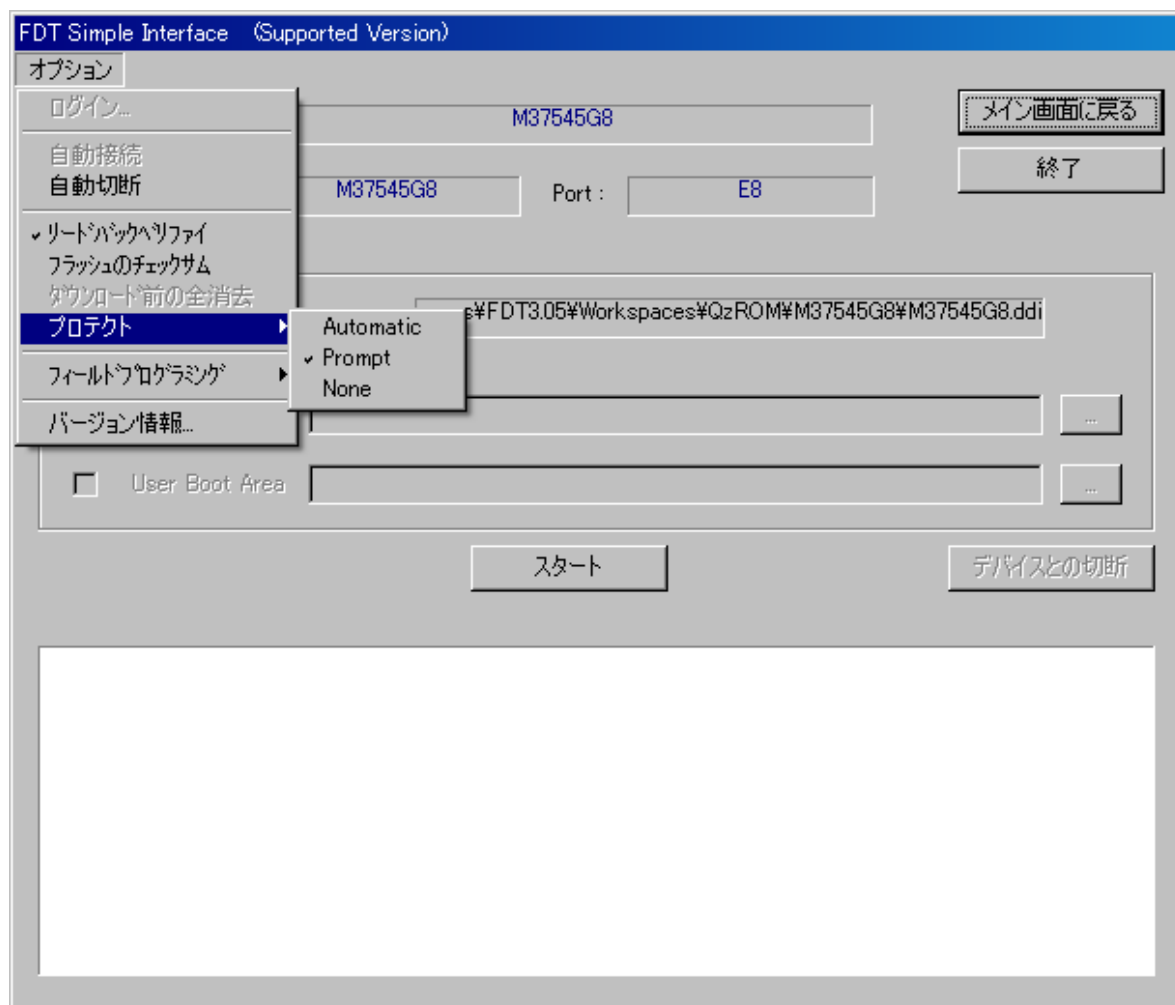 FDT Simple Interface (Supported Version)
オプション
ログイン...
自動接続
自動切断
リードバックベリファイ
フラッシュのチェックサム
ダウンロード前の全消去
プロテクト
フィールドプログラミング
バージョン情報...
Automatic
Prompt
None
M37545G8
メイン画面に戻る
M37545G8
Port :
E8
終了
s¥FDT3.05¥Workspaces¥QzROM¥M37545G8¥M37545G8.ddi
...
User Boot Area
...
スタート
デバイスとの切断